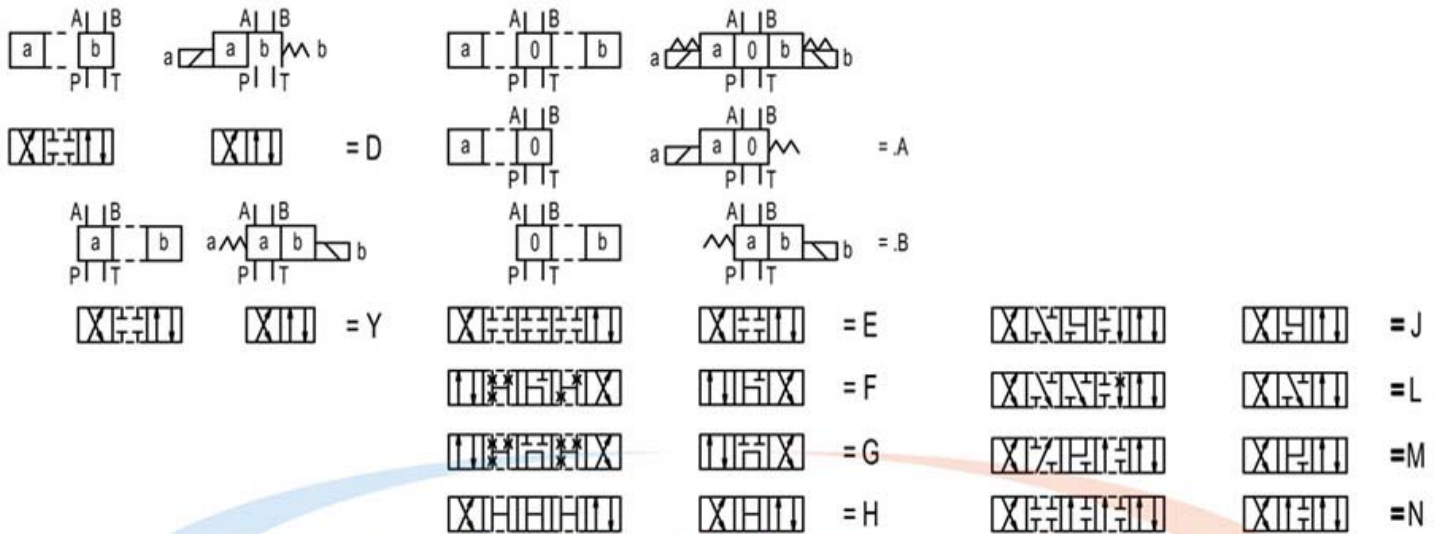 A B A B A B A B
a b a a b b a 0 b a a 0 b b
P T P T P T P T
A B A B
= D a 0 a a 0 = .A
P T P T
A B A B A B A B
a b a a b b 0 b a b b = .B
P T P T P T P T
= Y = E = J
= F = L
= G = M
= H = N